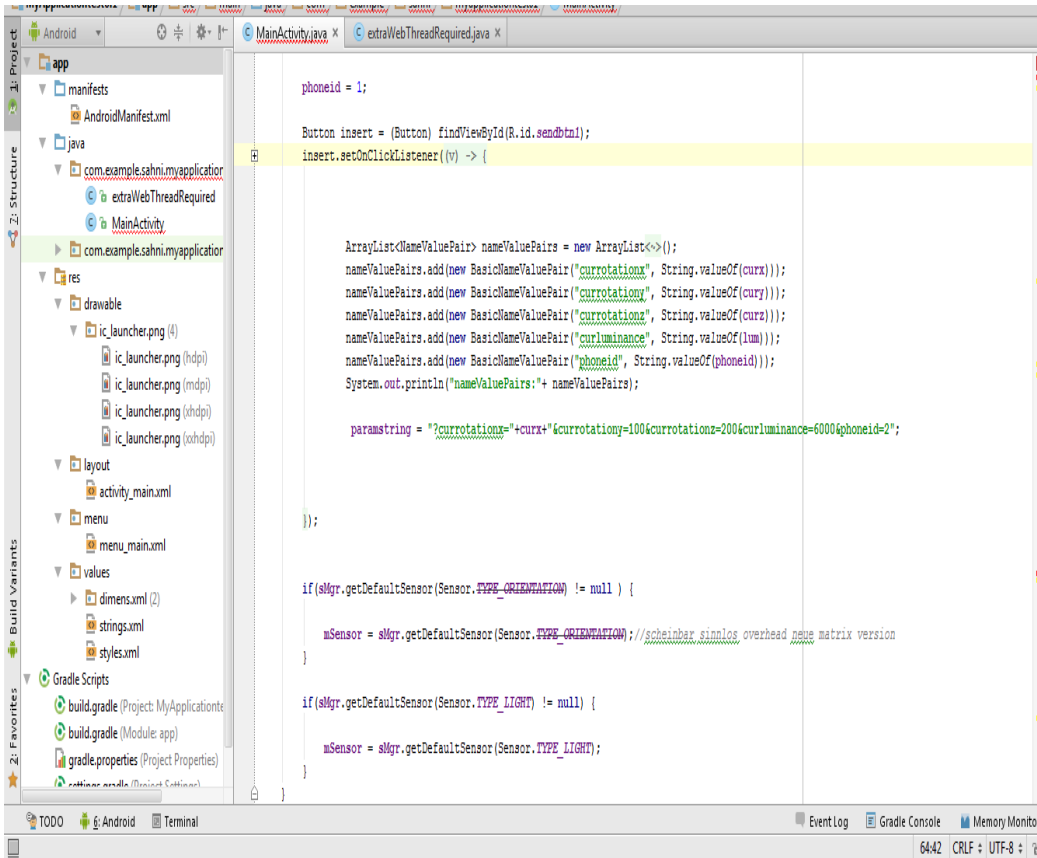 MainActivity.java × extraWebThreadRequired.java ×
Android
1: Project
7: Structure
Build Variants
2: Favorites
app
manifests
AndroidManifest.xml
java
com.example.sahni.myapplication
extraWebThreadRequired
MainActivity
com.example.sahni.myapplication
res
drawable
ic_launcher.png (4)
ic_launcher.png (hdpi)
ic_launcher.png (mdpi)
ic_launcher.png (xhdpi)
ic_launcher.png (xxhdpi)
layout
activity_main.xml
menu
menu_main.xml
values
dimens.xml (2)
strings.xml
styles.xml
Gradle Scripts
build.gradle (Project: MyApplicationte
build.gradle (Module: app)
gradle.properties (Project Properties)
settings.gradle (Project Settings)
phoneid = 1;
Button insert = (Button) findViewById(R.id.sendbtn1);
insert.setOnClickListener((v) -> {
ArrayList<NameValuePair> nameValuePairs = new ArrayList<~>();
nameValuePairs.add(new BasicNameValuePair("currotationx", String.valueOf(curx)));
nameValuePairs.add(new BasicNameValuePair("currotationy", String.valueOf(cury)));
nameValuePairs.add(new BasicNameValuePair("currotationz", String.valueOf(curz)));
nameValuePairs.add(new BasicNameValuePair("curluminance", String.valueOf(lum)));
nameValuePairs.add(new BasicNameValuePair("phoneid", String.valueOf(phoneid)));
System.out.println("nameValuePairs:"+ nameValuePairs);
paramstring = "?currotationx="+curx+"&currotationy=100&currotationz=200&curluminance=6000&phoneid=2";
});
if(sMgr.getDefaultSensor(Sensor.TYPE_ORIENTATION) != null ) {
mSensor = sMgr.getDefaultSensor(Sensor.TYPE_ORIENTATION);//scheinbar sinnlos overhead neue matrix version
}
if(sMgr.getDefaultSensor(Sensor.TYPE_LIGHT) != null) {
mSensor = sMgr.getDefaultSensor(Sensor.TYPE_LIGHT);
}
}
TODO 6: Android Terminal Event Log Gradle Console Memory Monito
64:42 CRLF UTF-8